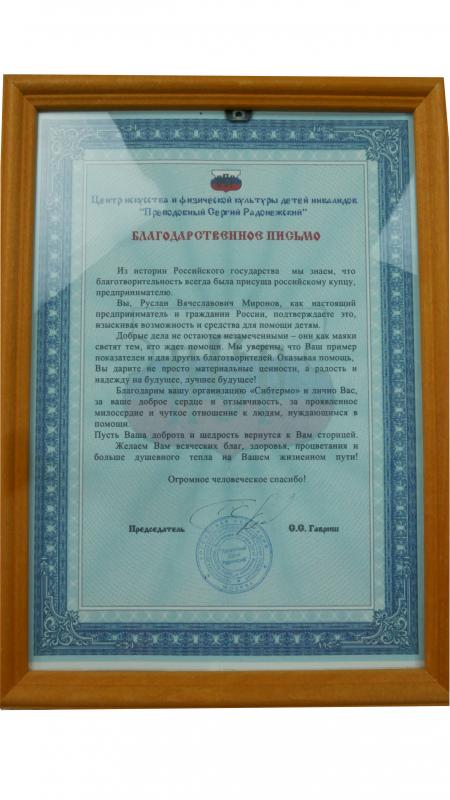 Центр искусства и физической культуры детей инвалидов
"Преподобный Сергий Радонежский"
БЛАГОДАРСТВЕННОЕ ПИСЬМО
Из истории Российского государства мы знаем, что
благотворительность всегда была присуща российскому купцу,
предпринимателю.
Вы, Руслан Вячеславович Миронов, как настоящий
предприниматель и гражданин России, подтверждаете это,
изыскивая возможность и средства для помощи детям.
Добрые дела не остаются незамеченными – они как маяки
светят тем, кто ждет помощи. Мы уверены, что Ваш пример
показателен и для других благотворителей. Оказывая помощь,
Вы дарите не просто материальные ценности, а радость и
надежду на будущее, лучшее будущее!
Благодарим вашу организацию «Сибтермо» и лично Вас,
за ваше доброе сердце и отзывчивость, за проявленное
милосердие и чуткое отношение к людям, нуждающимся в
помощи.
Пусть Ваша доброта и щедрость вернутся к Вам сторицей.
Желаем Вам всяческих благ, здоровья, процветания и
больше душевного тепла на Вашем жизненном пути!
Огромное человеческое спасибо!
Председатель С.С. Гавриш